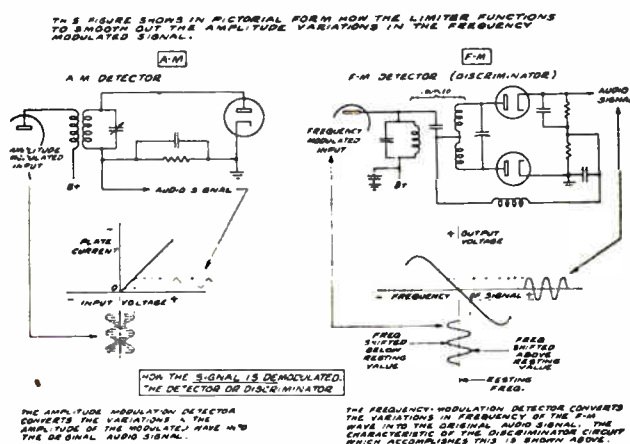 THIS FIGURE SHOWS IN PICTORIAL FORM HOW THE LIMITER FUNCTIONS
TO SMOOTH OUT THE AMPLITUDE VARIATIONS IN THE FREQUENCY
MODULATED SIGNAL.
A-M
A M DETECTOR
AMPLITUDE
MODULATED
INPUT
B+
AUDIO SIGNAL
PLATE
CURRENT
-
O
- INPUT VOLTAGE +
F-M
F-M DETECTOR (DISCRIMINATOR)
AUDIO
SIGNAL
FREQUENCY
MODULATED
INPUT
B+
+ OUTPUT
VOLTAGE
- FREQUENCY OF SIGNAL +
FREQ
SHIFTED
BELOW
RESTING
VALUE
FREQ
SHIFTED
ABOVE
RESTING
VALUE
RESTING
FREQ.
HOW THE SIGNAL IS DEMODULATED.
THE DETECTOR OR DISCRIMINATOR
THE AMPLITUDE MODULATION DETECTOR
CONVERTS THE VARIATIONS IN THE
AMPLITUDE OF THE MODULATED WAVE INTO
THE ORIGINAL AUDIO SIGNAL.
THE FREQUENCY-MODULATION DETECTOR CONVERTS
THE VARIATIONS IN FREQUENCY OF THE F-M
WAVE INTO THE ORIGINAL AUDIO SIGNAL. THE
CHARACTERISTIC OF THE DISCRIMINATOR CIRCUIT
WHICH ACCOMPLISHES THIS IS SHOWN ABOVE.